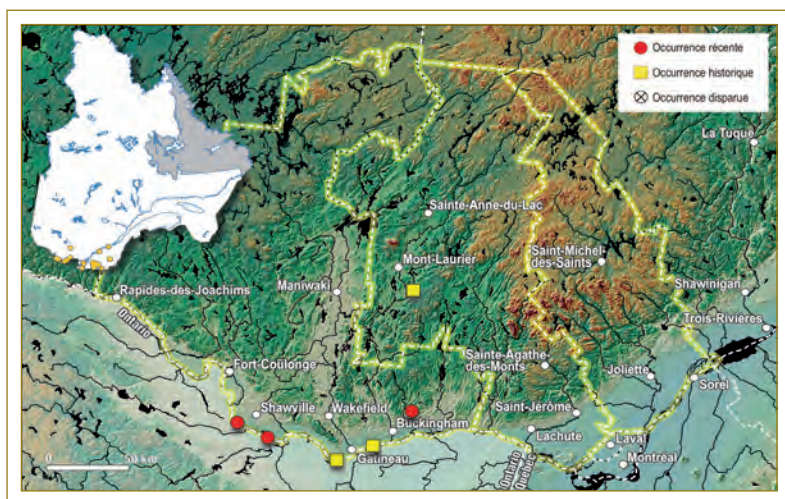 Occurrence récente
Occurrence historique
Occurrence disparue
La Tuque
Sainte-Anne-du-Lac
Mont-Laurier
Saint-Michel-
des-Saints
Maniwaki
Rapides-des-Joachims
Shawinigan
Trois-Rivières
Ontario
Fort-Coulonge
Sainte-Agathe-
des-Monts
Joliette
Sorel
Shawville
Wakefield
Buckingham
Saint-Jérôme
Lachute
Laval
Gatineau
Montréal
Ontario
Québec
0 50 km